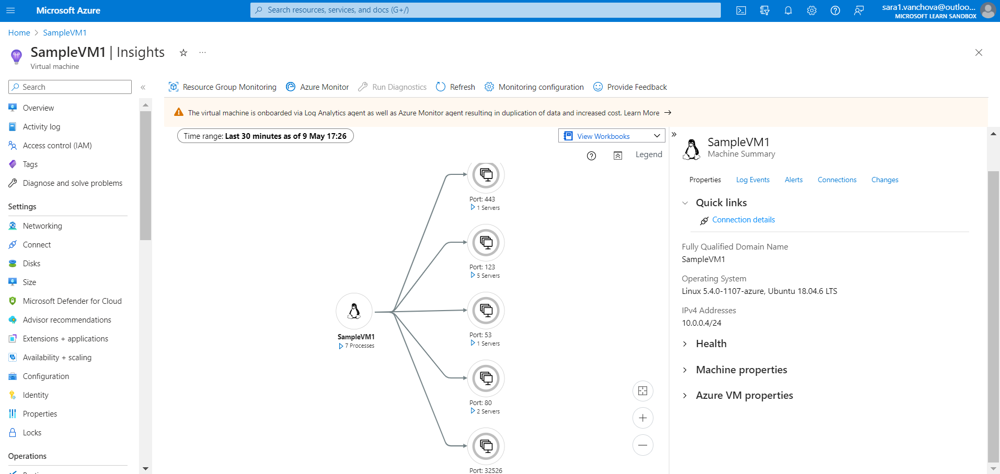 Microsoft Azure
Search resources, services, and docs (G+/)
sara1.vanchova@outloo...
MICROSOFT LEARN SANDBOX
Home > SampleVM1
SampleVM1 | Insights
Virtual machine
Search
Overview
Activity log
Access control (IAM)
Tags
Diagnose and solve problems
Settings
Networking
Connect
Disks
Size
Microsoft Defender for Cloud
Advisor recommendations
Extensions + applications
Availability + scaling
Configuration
Identity
Properties
Locks
Operations
Resource Group Monitoring
Azure Monitor
Run Diagnostics
Refresh
Monitoring configuration
Provide Feedback
The virtual machine is onboarded via Log Analytics agent as well as Azure Monitor agent resulting in duplication of data and increased cost. Learn More
Time range: Last 30 minutes as of 9 May 17:26
View Workbooks
Legend
Port: 443
1 Servers
Port: 123
5 Servers
SampleVM1
7 Processes
Port: 53
1 Servers
Port: 80
2 Servers
Port: 32526
SampleVM1
Machine Summary
Properties
Log Events
Alerts
Connections
Changes
Quick links
Connection details
Fully Qualified Domain Name
SampleVM1
Operating System
Linux 5.4.0-1107-azure, Ubuntu 18.04.6 LTS
IPv4 Addresses
10.0.0.4/24
Health
Machine properties
Azure VM properties